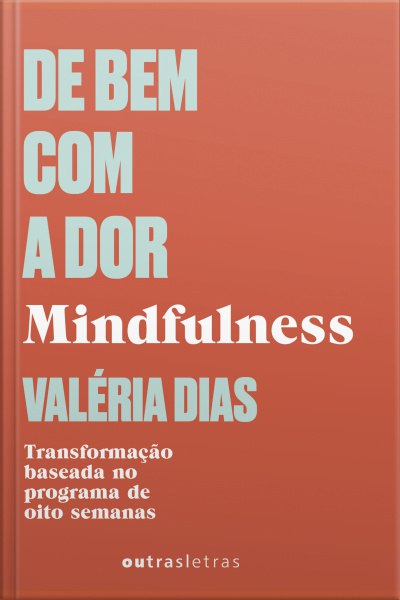 DE BEM
COM
A DOR
Mindfulness
VALÉRIA DIAS
Transformação
baseada no
programa de
oito semanas
outrasletras